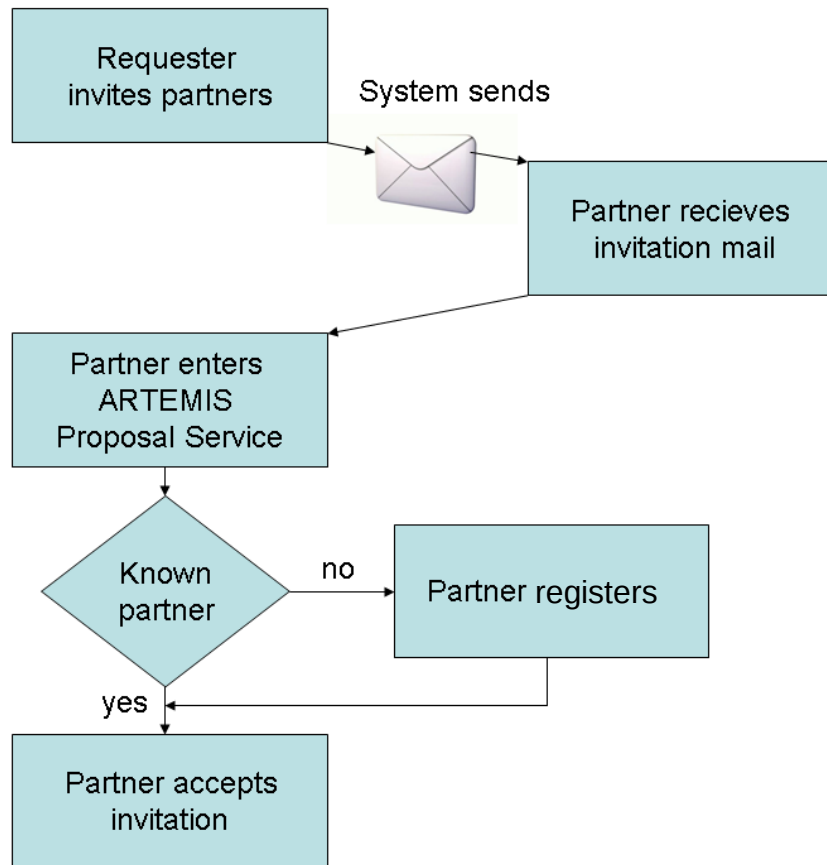 Requester
invites partners
System sends
Partner recieves
invitation mail
Partner enters
ARTEMIS
Proposal Service
Known
partner
no
Partner registers
yes
Partner accepts
invitation